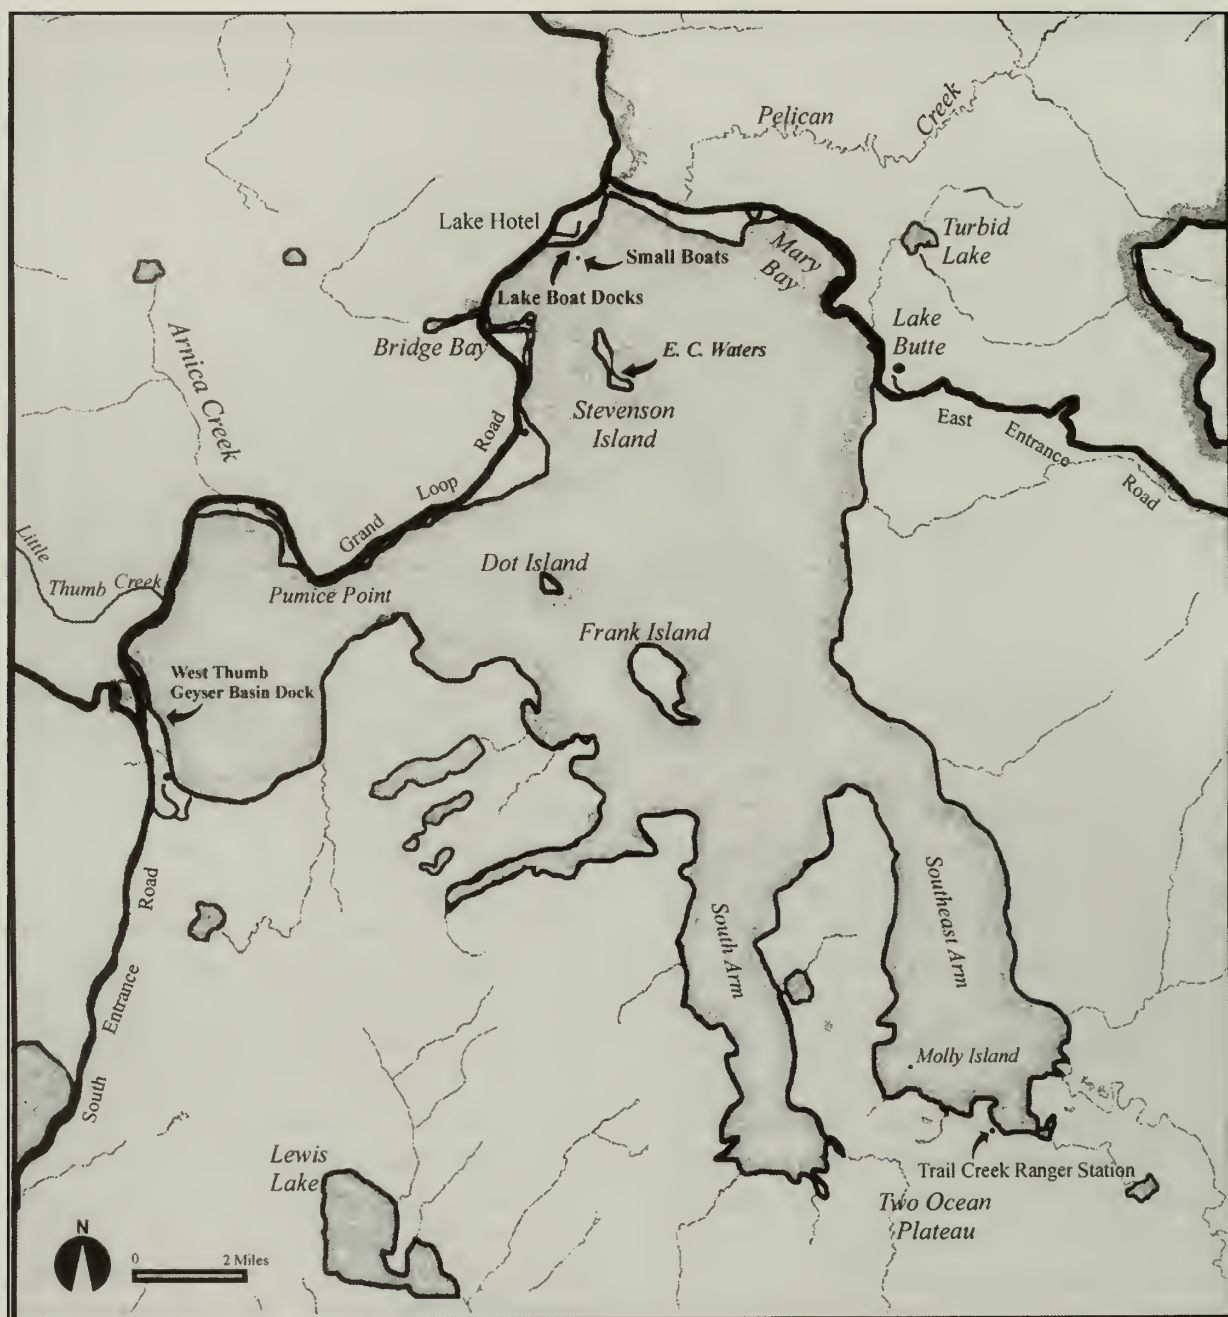 Pelican
Creek
Lake Hotel
Turbid
Lake
Small Boats
Mary
Bay
Lake Boat Docks
Lake
Butte
Arnica Creek
Bridge Bay
E. C. Waters
Stevenson
Island
East Entrance Road
Grand Loop Road
Little
Thumb Creek
Dot Island
Pumice Point
Frank Island
West Thumb
Geyser Basin Dock
South Entrance Road
South Arm
Southeast Arm
Molly Island
Trail Creek Ranger Station
Lewis
Lake
Two Ocean
Plateau
N
0 2 Miles